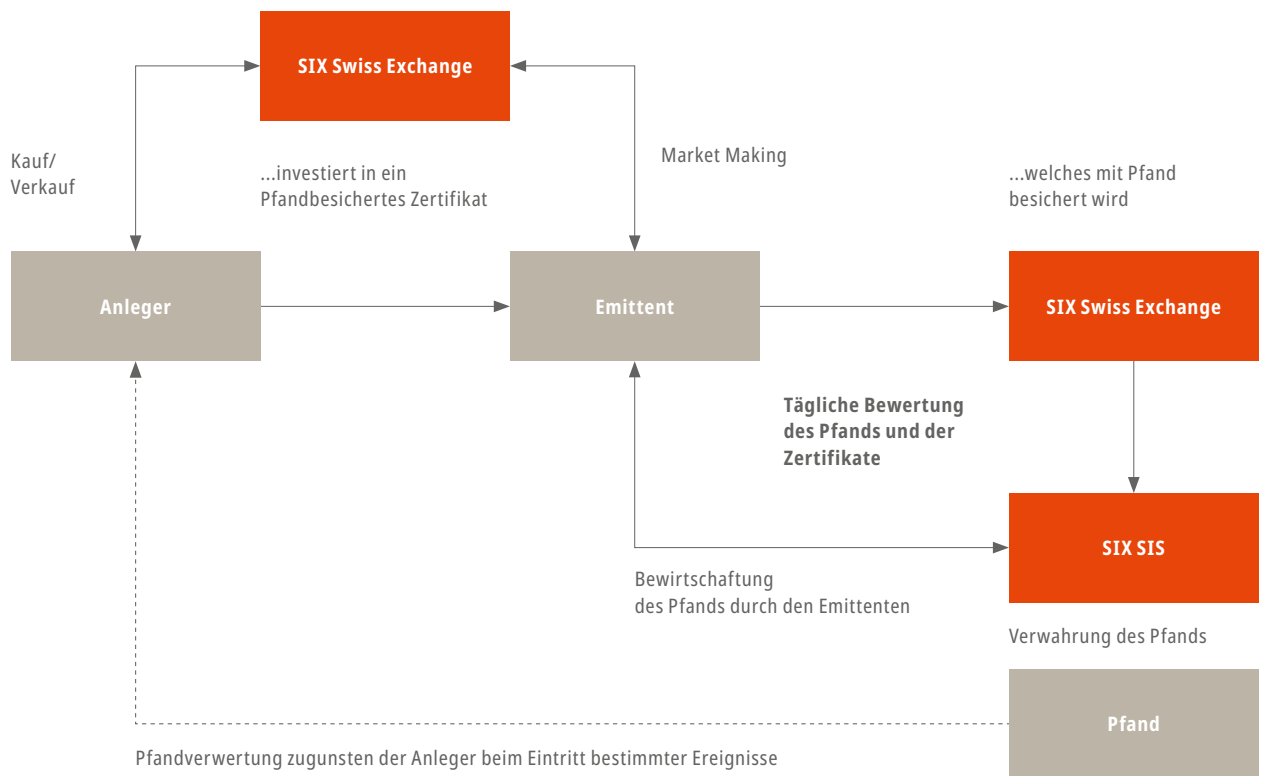 SIX Swiss Exchange
Kauf/
Verkauf
...investiert in ein
Pfandbesichertes Zertifikat
Market Making
...welches mit Pfand
besichert wird
Anleger
Emittent
SIX Swiss Exchange
Tägliche Bewertung
des Pfands und der
Zertifikate
SIX SIS
Bewirtschaftung
des Pfands durch den Emittenten
Verwahrung des Pfands
Pfand
Pfandverwertung zugunsten der Anleger beim Eintritt bestimmter Ereignisse